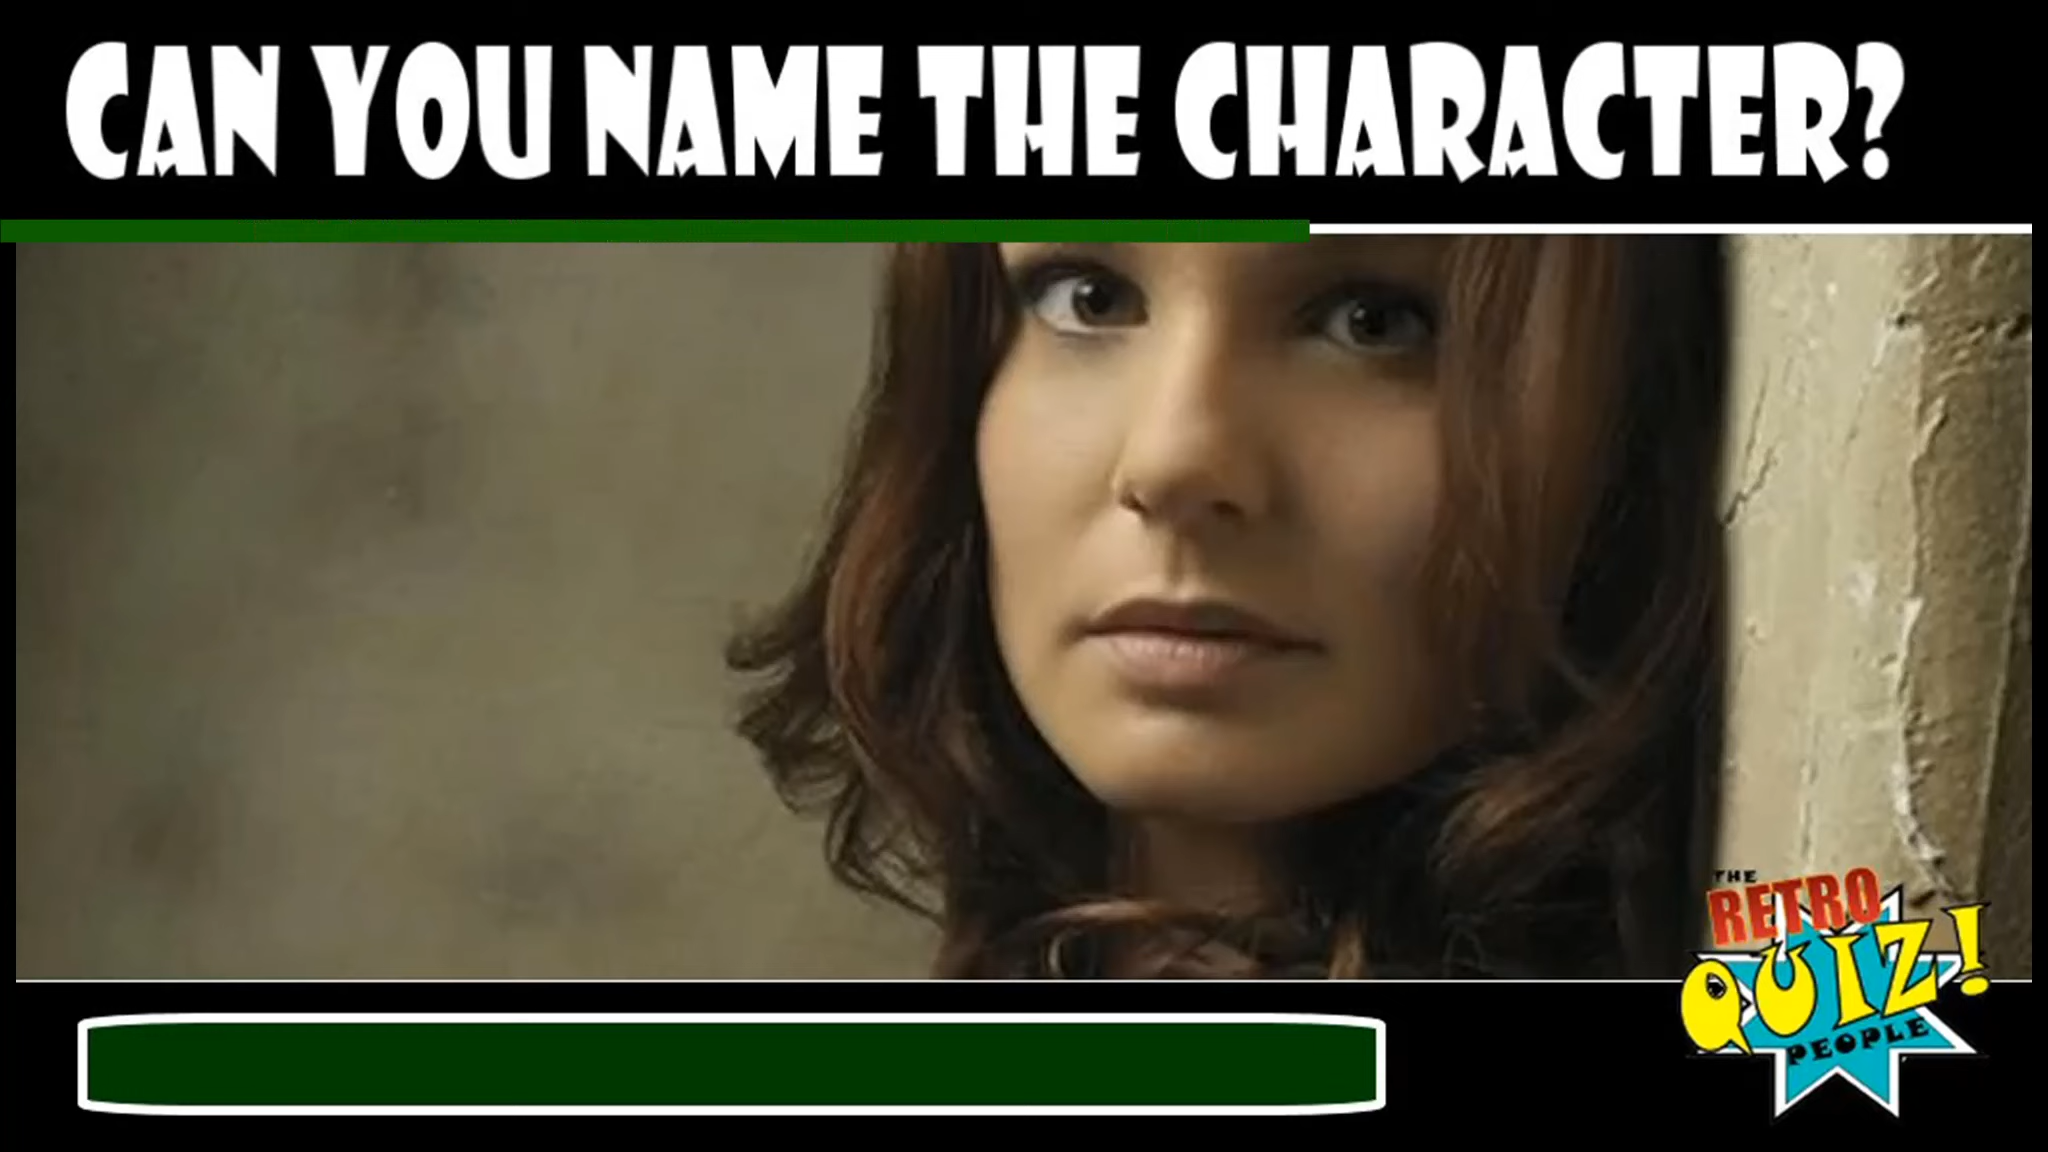 CAN YOU NAME THE CHARACTER?
THE
RETRO
QUIZ!
PEOPLE